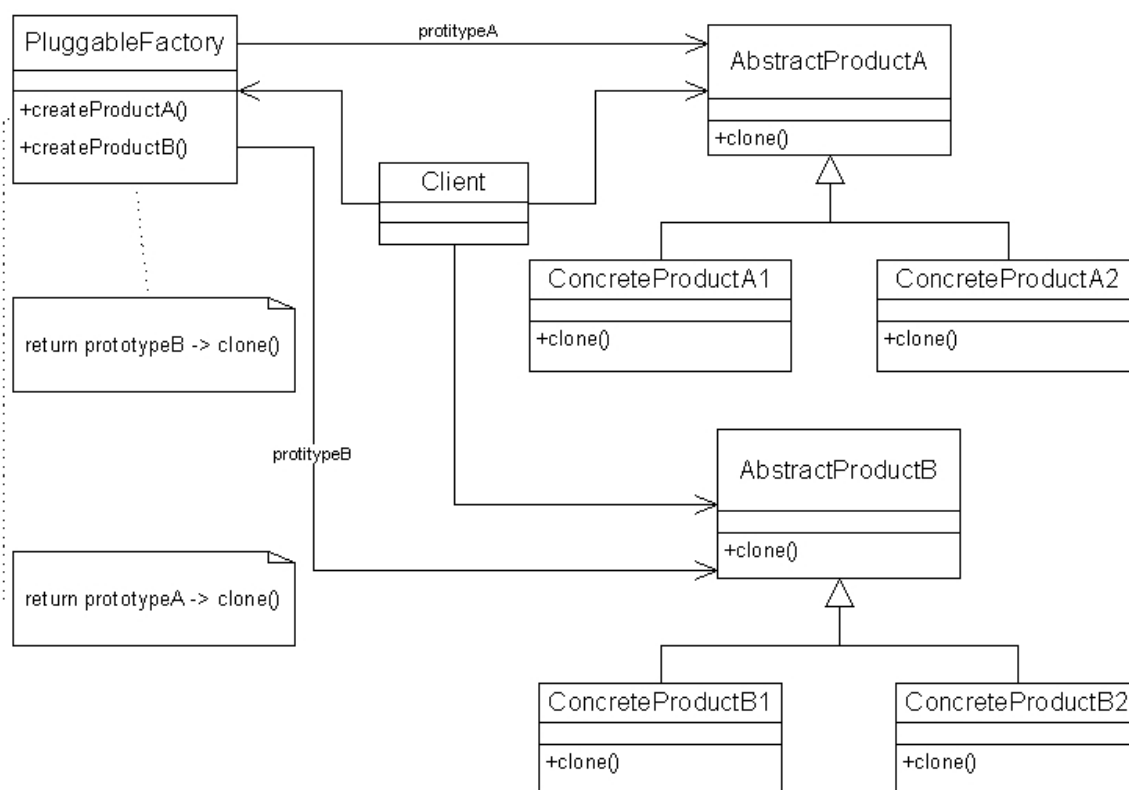 protitypeA
PluggableFactory
AbstractProductA
+createProductA()
+createProductB()
+clone()
Client
ConcreteProductA1
ConcreteProductA2
+clone()
+clone()
return prototypeB -> clone()
protitypeB
AbstractProductB
+clone()
return prototypeA -> clone()
ConcreteProductB1
ConcreteProductB2
+clone()
+clone()